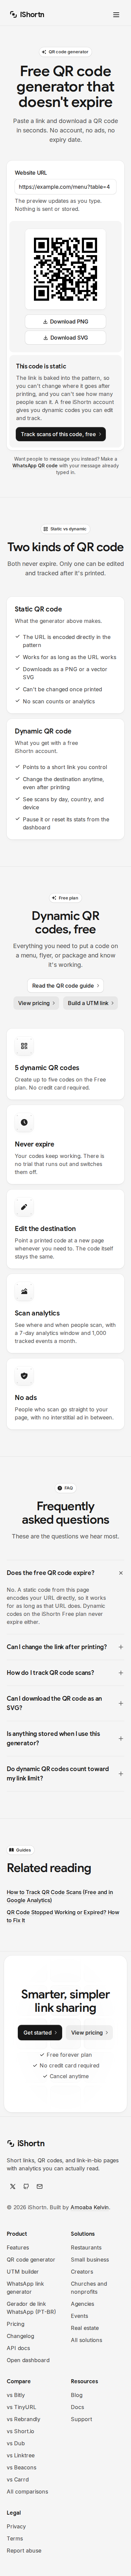 iShortn
QR code generator
Free QR code
generator that
doesn't expire
Paste a link and download a QR code
in seconds. No account, no ads, no
expiry date.
Website URL
https://example.com/menu?table=4
The preview updates as you type.
Nothing is sent or stored.
Download PNG
Download SVG
This code is static
The link is baked into the pattern, so
you can't change where it goes after
printing, and you can't see how many
people scan it. A free iShortn account
gives you dynamic codes you can edit
and track.
Track scans of this code, free
Want people to message you instead? Make a
WhatsApp QR code with your message already
typed in.
Static vs dynamic
Two kinds of QR code
Both never expire. Only one can be edited
and tracked after it's printed.
Static QR code
What the generator above makes.
The URL is encoded directly in the
pattern
Works for as long as the URL works
Downloads as a PNG or a vector
SVG
Can't be changed once printed
No scan counts or analytics
Dynamic QR code
What you get with a free
iShortn account.
Points to a short link you control
Change the destination anytime,
even after printing
See scans by day, country, and
device
Pause it or reset its stats from the
dashboard
Free plan
Dynamic QR
codes, free
Everything you need to put a code on
a menu, flyer, or package and know
it's working.
Read the QR code guide
View pricing
Build a UTM link
5 dynamic QR codes
Create up to five codes on the Free
plan. No credit card required.
Never expire
Your codes keep working. There is
no trial that runs out and switches
them off.
Edit the destination
Point a printed code at a new page
whenever you need to. The code itself
stays the same.
Scan analytics
See where and when people scan, with
a 7-day analytics window and 1,000
tracked events a month.
No ads
People who scan go straight to your
page, with no interstitial ad in between.
FAQ
Frequently
asked questions
These are the questions we hear most.
Does the free QR code expire?
No. A static code from this page
encodes your URL directly, so it works
for as long as that URL does. Dynamic
codes on the iShortn Free plan never
expire either.
Can I change the link after printing?
How do I track QR code scans?
Can I download the QR code as an
SVG?
Is anything stored when I use this
generator?
Do dynamic QR codes count toward
my link limit?
Guides
Related reading
How to Track QR Code Scans (Free and in
Google Analytics)
QR Code Stopped Working or Expired? How
to Fix It
Smarter, simpler
link sharing
Get started
View pricing
Free forever plan
No credit card required
Cancel anytime
iShortn
Short links, QR codes, and link-in-bio pages
with analytics you can actually read.
© 2026 iShortn. Built by Amoaba Kelvin.
Product
Features
QR code generator
UTM builder
WhatsApp link
generator
Gerador de link
WhatsApp (PT-BR)
Pricing
Changelog
API docs
Open dashboard
Solutions
Restaurants
Small business
Creators
Churches and
nonprofits
Agencies
Events
Real estate
All solutions
Compare
vs Bitly
vs TinyURL
vs Rebrandly
vs Short.io
vs Dub
vs Linktree
vs Beacons
vs Carrd
All comparisons
Resources
Blog
Docs
Support
Legal
Privacy
Terms
Report abuse